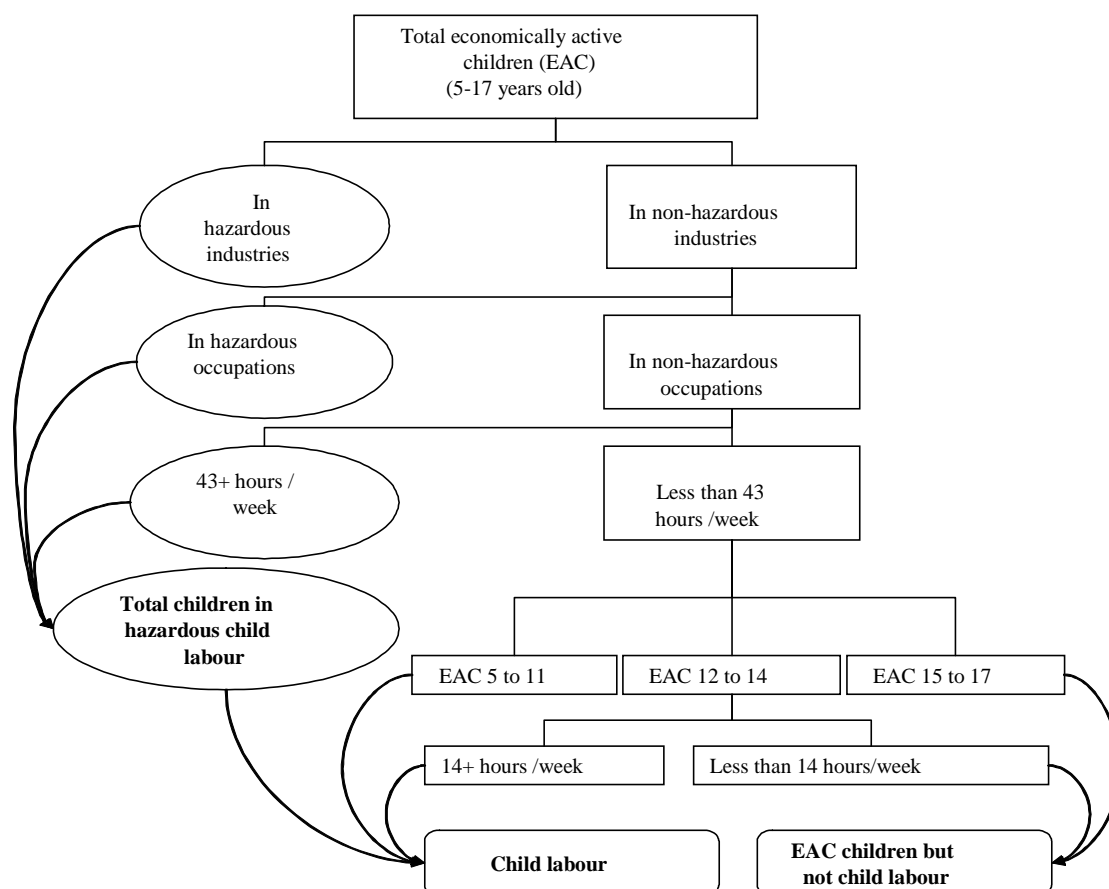 Total economically active
children (EAC)
(5-17 years old)
In
hazardous
industries
In non-hazardous
industries
In hazardous
occupations
In non-hazardous
occupations
43+ hours /
week
Less than 43
hours /week
Total children in
hazardous child
labour
EAC 5 to 11
EAC 12 to 14
EAC 15 to 17
14+ hours /week
Less than 14 hours/week
Child labour
EAC children but
not child labour